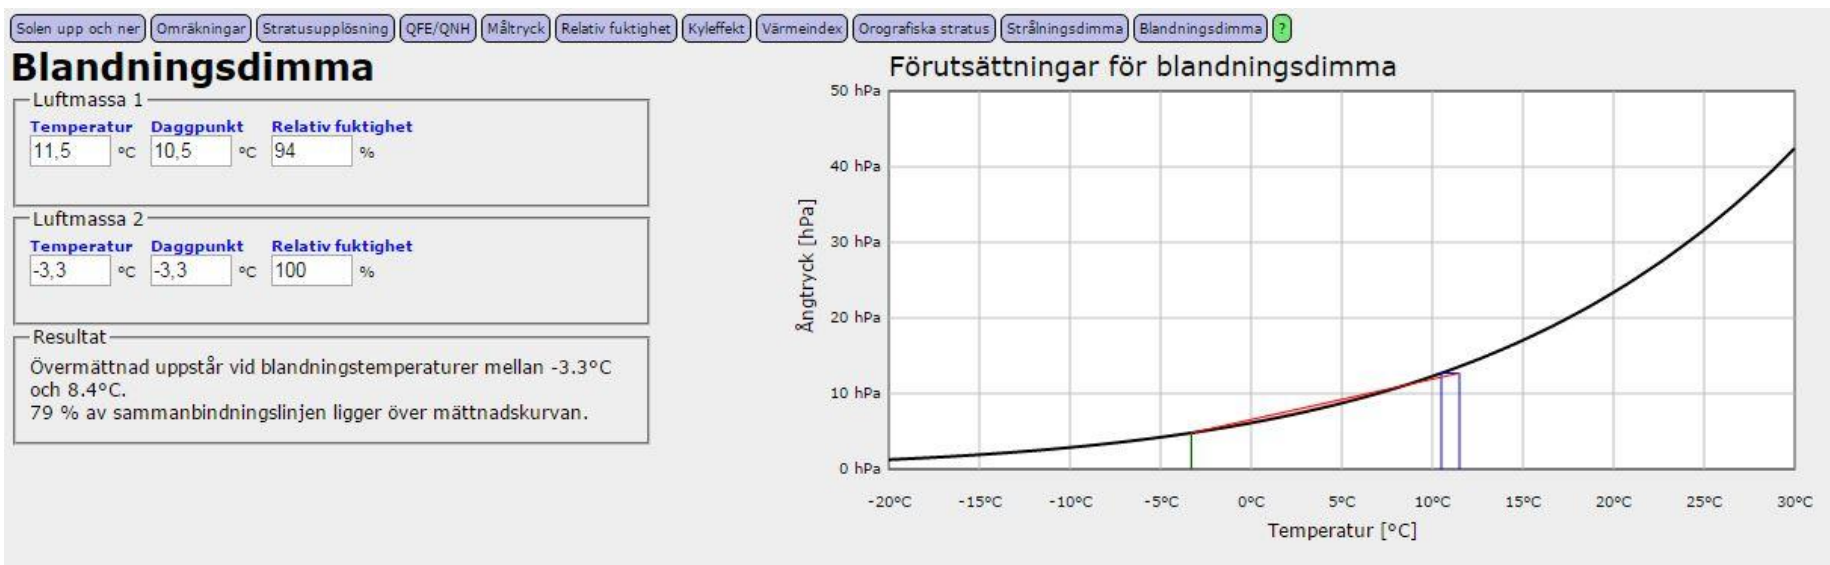 Solen upp och ner Omräkningar Stratusupplösning QFE/QNH Måltryck Relativ fuktighet Kyleffekt Värmeindex Orografiska stratus Strålningsdimma Blandningsdimma ?
Blandningsdimma
Luftmassa 1
Temperatur Daggpunkt Relativ fuktighet
11,5 °C 10,5 °C 94 %
Luftmassa 2
Temperatur Daggpunkt Relativ fuktighet
-3,3 °C -3,3 °C 100 %
Resultat
Övermättnad uppstår vid blandningstemperaturer mellan -3.3°C
och 8.4°C.
79 % av sammanbindningslinjen ligger över mättnadskurvan.
Förutsättningar för blandningsdimma
50 hPa
40 hPa
30 hPa
20 hPa
10 hPa
0 hPa
Ångtryck [hPa]
-20°C -15°C -10°C -5°C 0°C 5°C 10°C 15°C 20°C 25°C 30°C
Temperatur [°C]